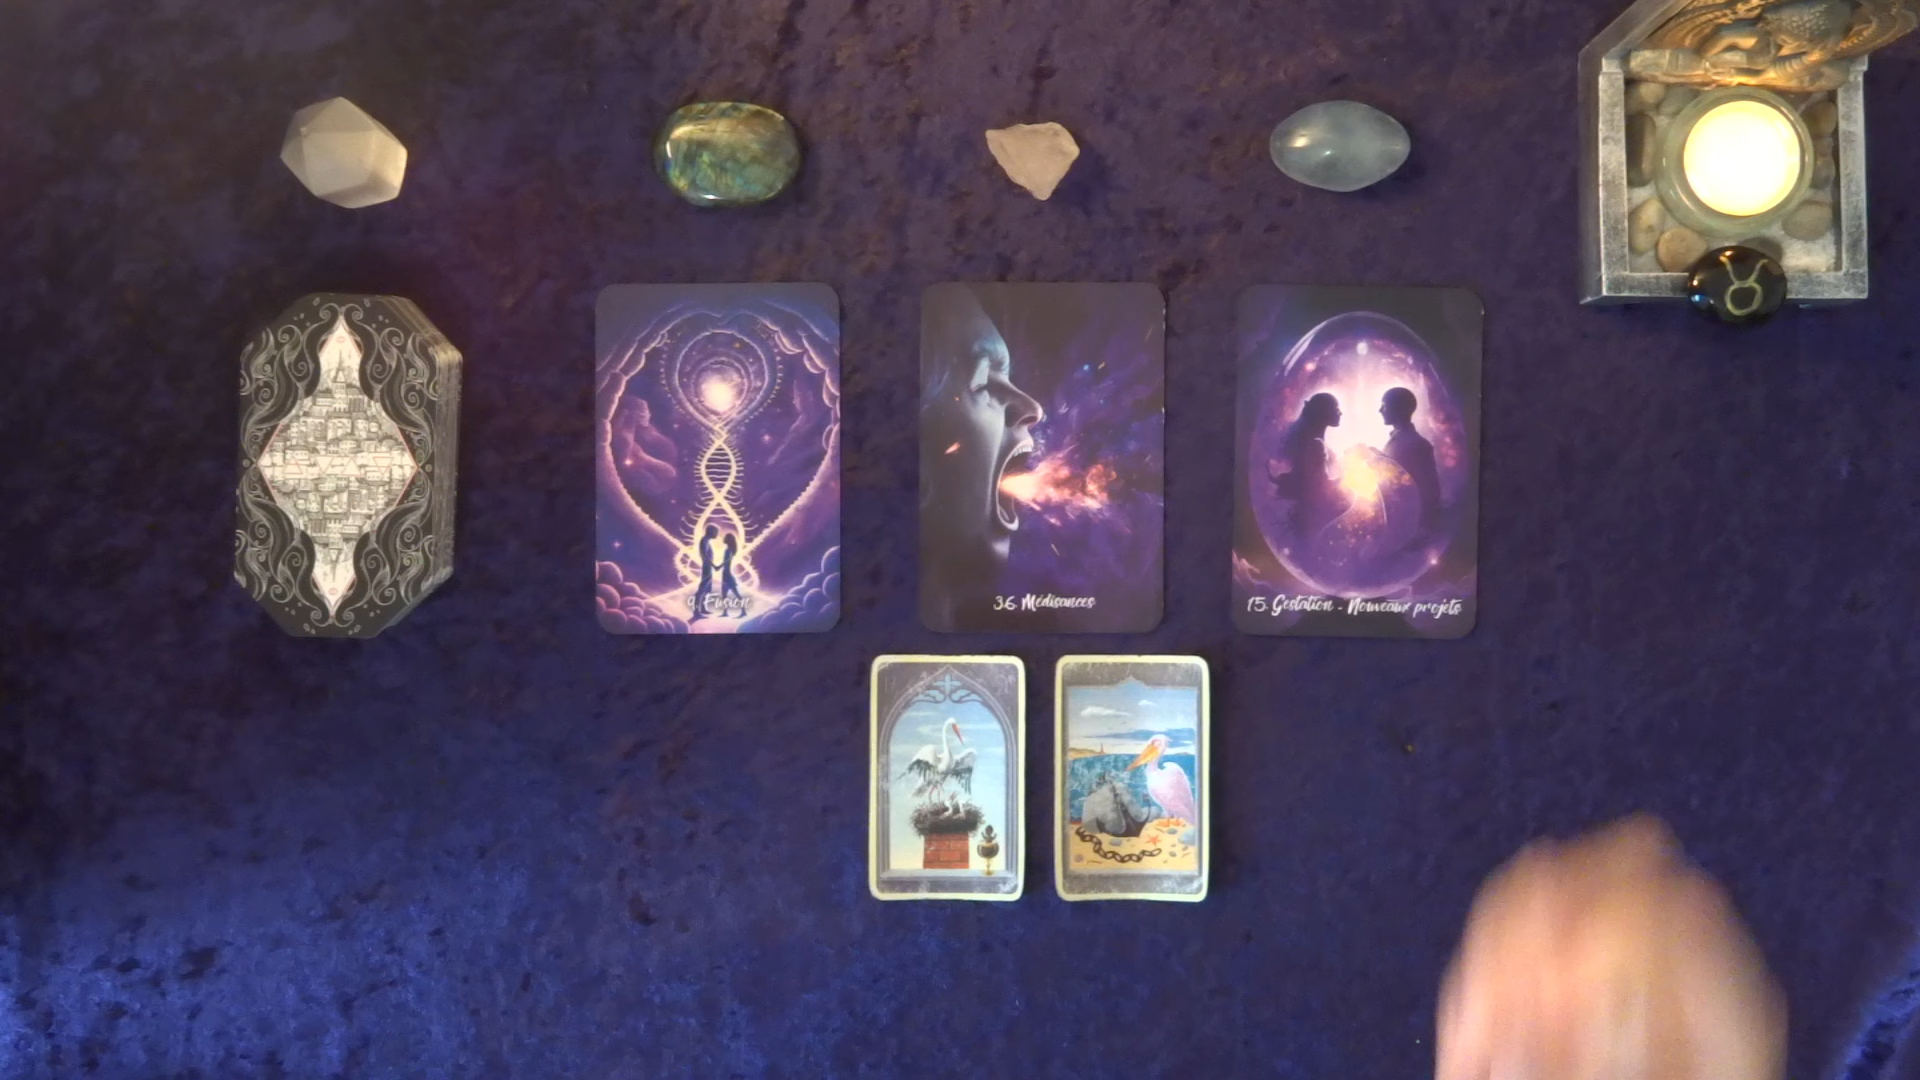 9. Fusion
36. Médisances
15. Gestation - Nouveaux projets